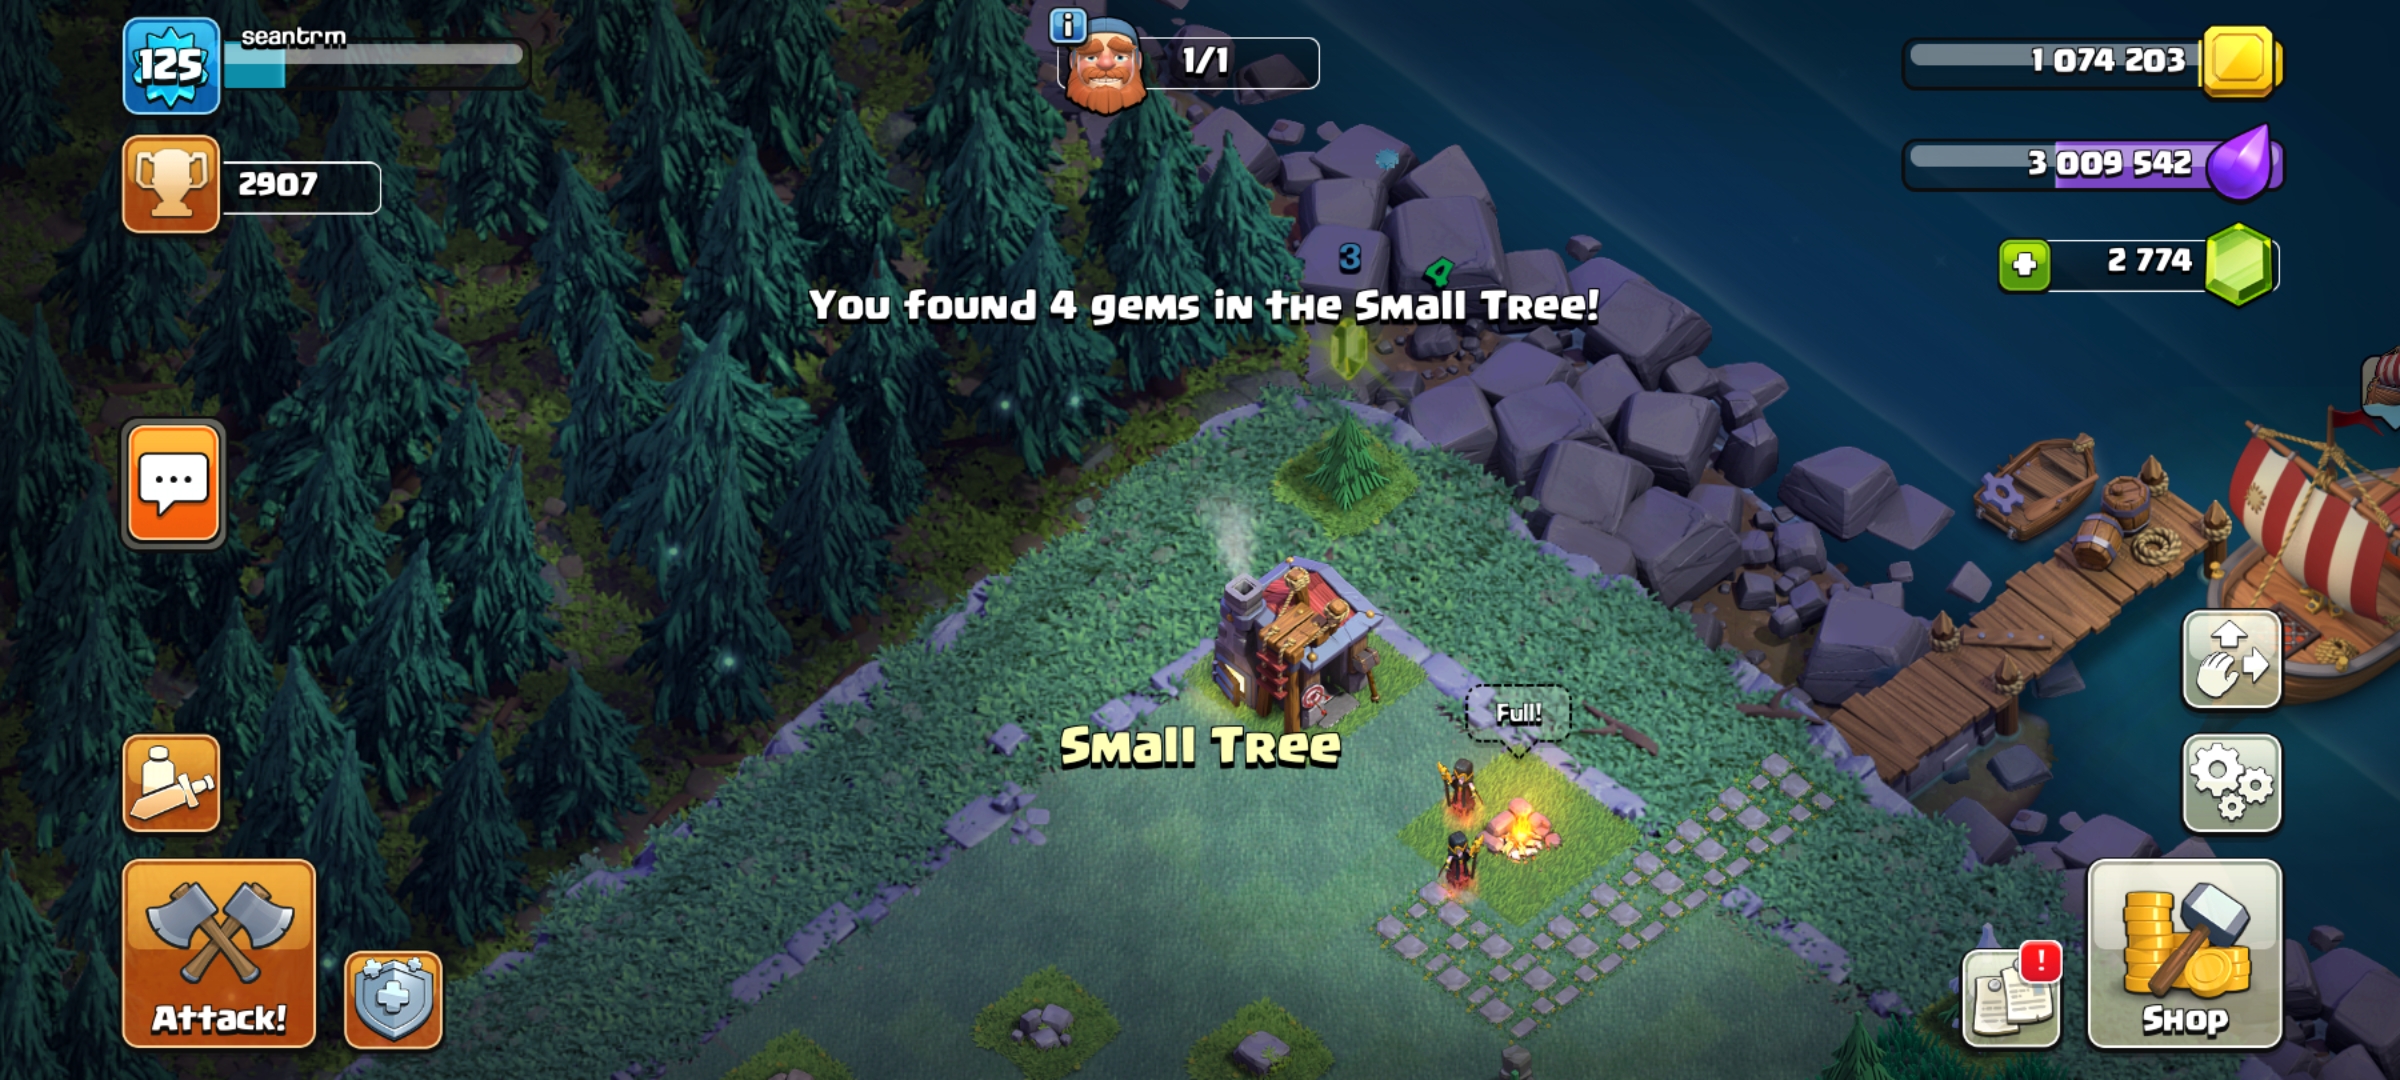 125
seantrm
i
1/1
1 074 203
2907
3 009 542
2 774
3
4
You found 4 gems in the Small Tree!
Full!
Small Tree
Attack!
!
Shop